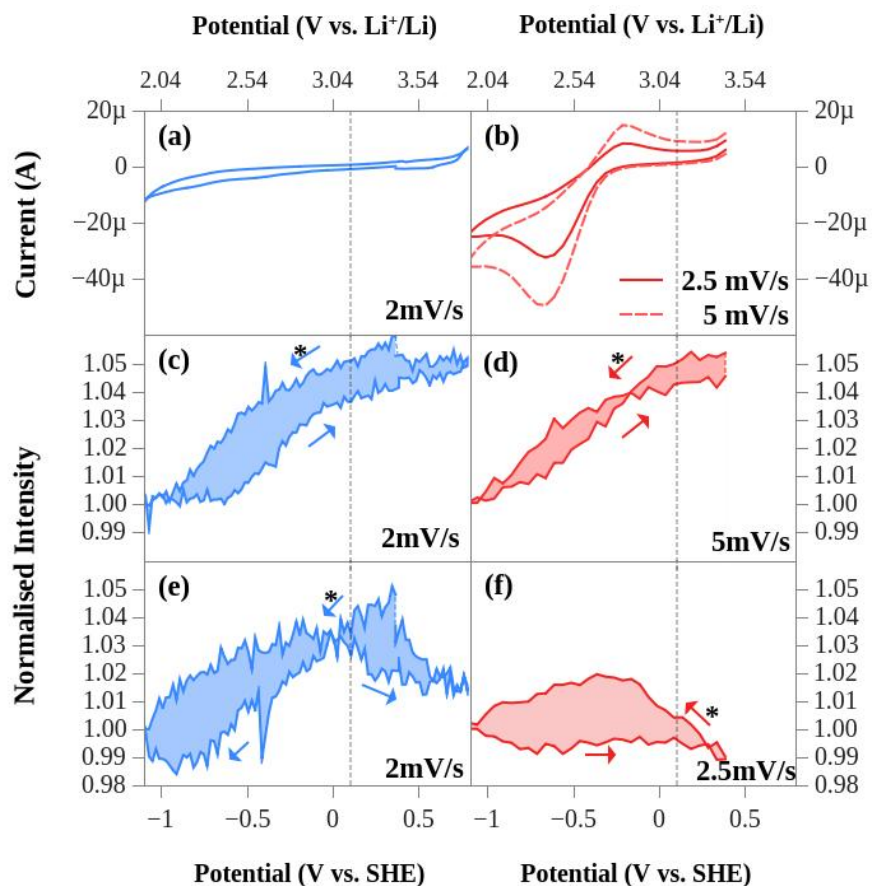 Potential (V vs. Li⁺/Li) Potential (V vs. Li⁺/Li)
2.04 2.54 3.04 3.54 2.04 2.54 3.04 3.54
Current (A)
20μ (a) (b) 20μ
0 0
−20μ −20μ
−40μ 2.5 mV/s −40μ
2mV/s 5 mV/s
Normalised Intensity
1.05 (c) * (d) * 1.05
1.04 1.04
1.03 1.03
1.02 1.02
1.01 1.01
1.00 1.00
0.99 2mV/s 5mV/s 0.99
1.05 (e) * (f) 1.05
1.04 1.04
1.03 1.03
1.02 1.02
1.01 * 1.01
1.00 1.00
0.99 2mV/s 2.5mV/s 0.99
0.98 0.98
−1 −0.5 0 0.5 −1 −0.5 0 0.5
Potential (V vs. SHE) Potential (V vs. SHE)